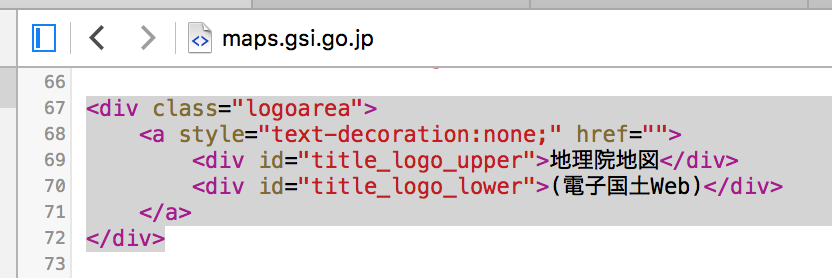 maps.gsi.go.jp
66
67 <div class="logoarea">
68 <a style="text-decoration:none;" href="">
69 <div id="title_logo_upper">地理院地図</div>
70 <div id="title_logo_lower">(電子国土Web)</div>
71 </a>
72 </div>
73